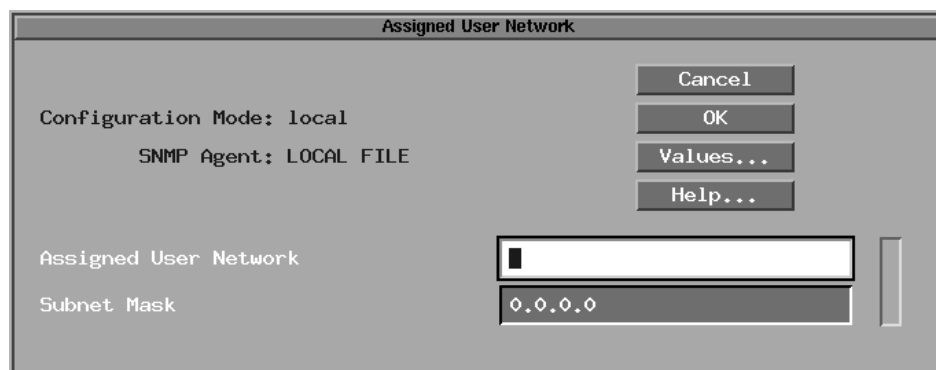 Assigned User Network
Cancel
Configuration Mode: local
OK
SNMP Agent: LOCAL FILE
Values...
Help...
Assigned User Network
Subnet Mask
0.0.0.0